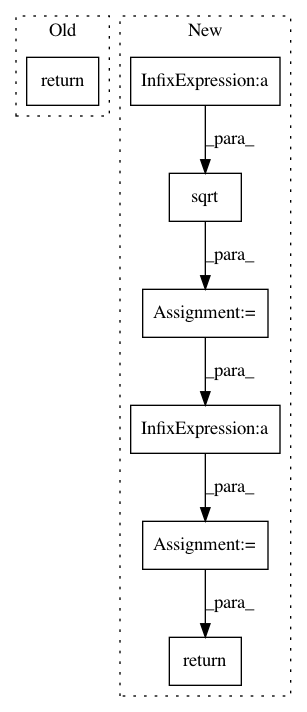 Old
New
return
InfixExpression:a
_para_
sqrt
_para_
Assignment:=
_para_
InfixExpression:a
_para_
Assignment:=
_para_
return